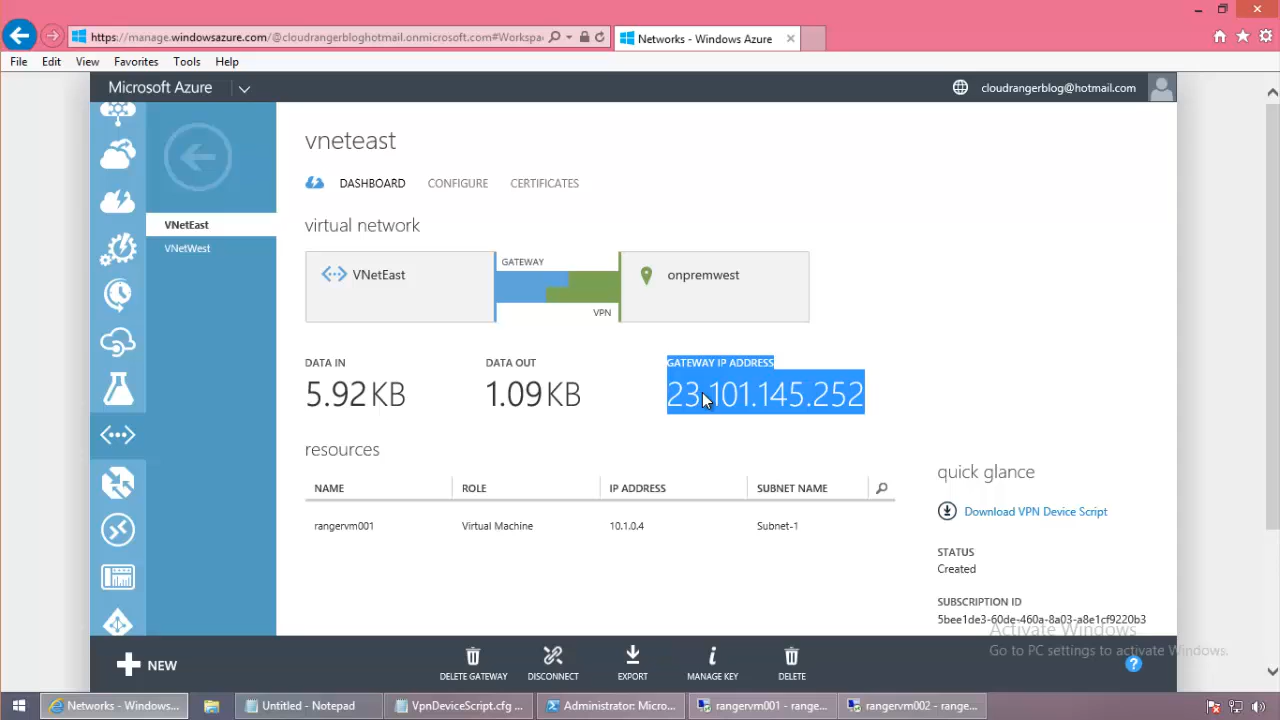 https://manage.windowsazure.com/@cloudrangerbloghotmail.onmicrosoft.com#Workspa
Networks - Windows Azure
File Edit View Favorites Tools Help
Microsoft Azure
cloudrangerblog@hotmail.com
VNetEast
VNetWest
vneteast
DASHBOARD CONFIGURE CERTIFICATES
virtual network
VNetEast
GATEWAY
VPN
onpremwest
DATA IN DATA OUT GATEWAY IP ADDRESS
5.92 KB 1.09 KB 23.101.145.252
resources
NAME ROLE IP ADDRESS SUBNET NAME
rangervm001 Virtual Machine 10.1.0.4 Subnet-1
quick glance
Download VPN Device Script
STATUS
Created
SUBSCRIPTION ID
5bee1de3-60de-460a-8a03-a8e1cf9220b3
Activate Windows
Go to PC settings to activate Windows.
NEW
DELETE GATEWAY DISCONNECT EXPORT MANAGE KEY DELETE
Networks - Windows... Untitled - Notepad VpnDeviceScript.cfg ... Administrator: Micro... rangervm001 - range... rangervm002 - range...